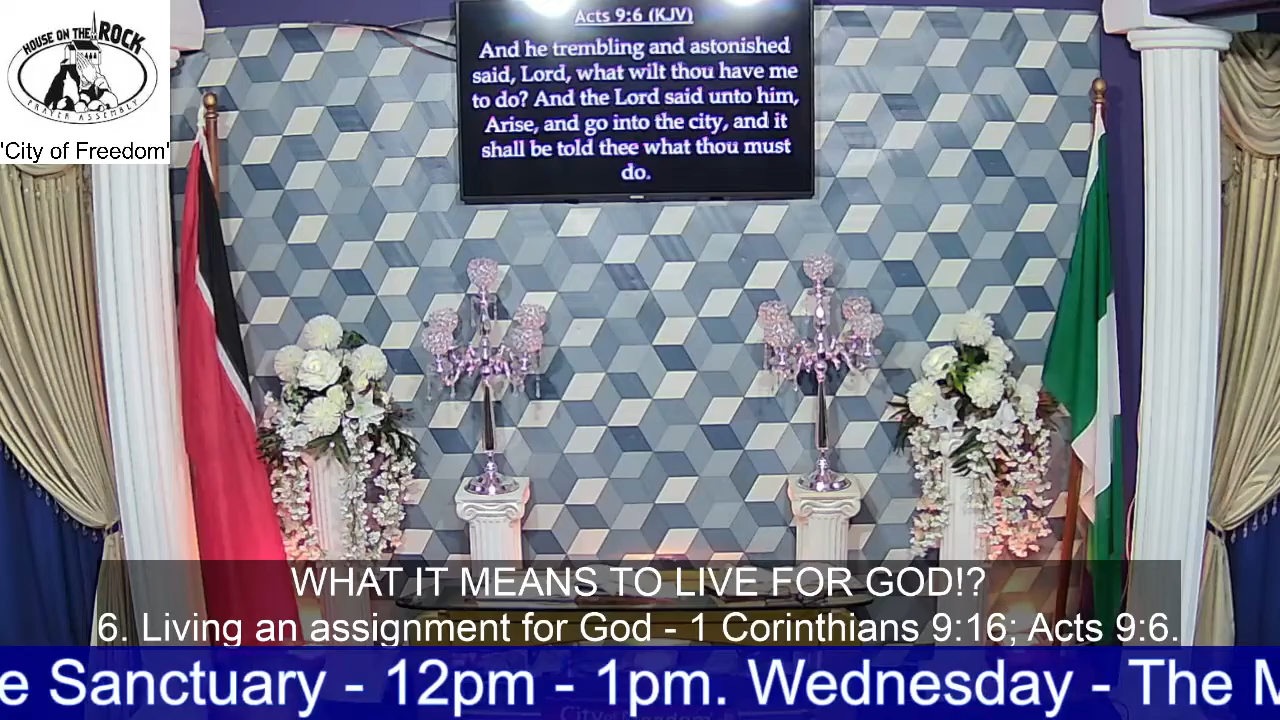 HOUSE ON THE ROCK
PRAYER ASSEMBLY
'City of Freedom'
Acts 9:6 (KJV)
And he trembling and astonished
said, Lord, what wilt thou have me
to do? And the Lord said unto him,
Arise, and go into the city, and it
shall be told thee what thou must
do.
WHAT IT MEANS TO LIVE FOR GOD!?
6. Living an assignment for God - 1 Corinthians 9:16; Acts 9:6.
e Sanctuary - 12pm - 1pm. Wednesday - The M
City of Freedom